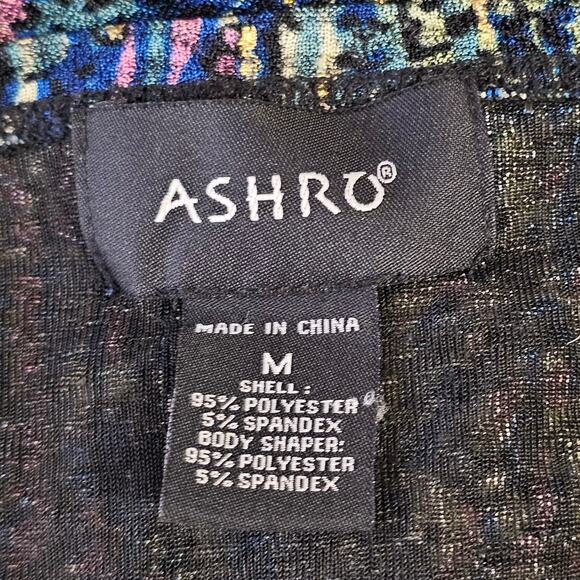 ASHRO®
MADE IN CHINA
M
SHELL:
95% POLYESTER
5% SPANDEX
BODY SHAPER:
95% POLYESTER
5% SPANDEX